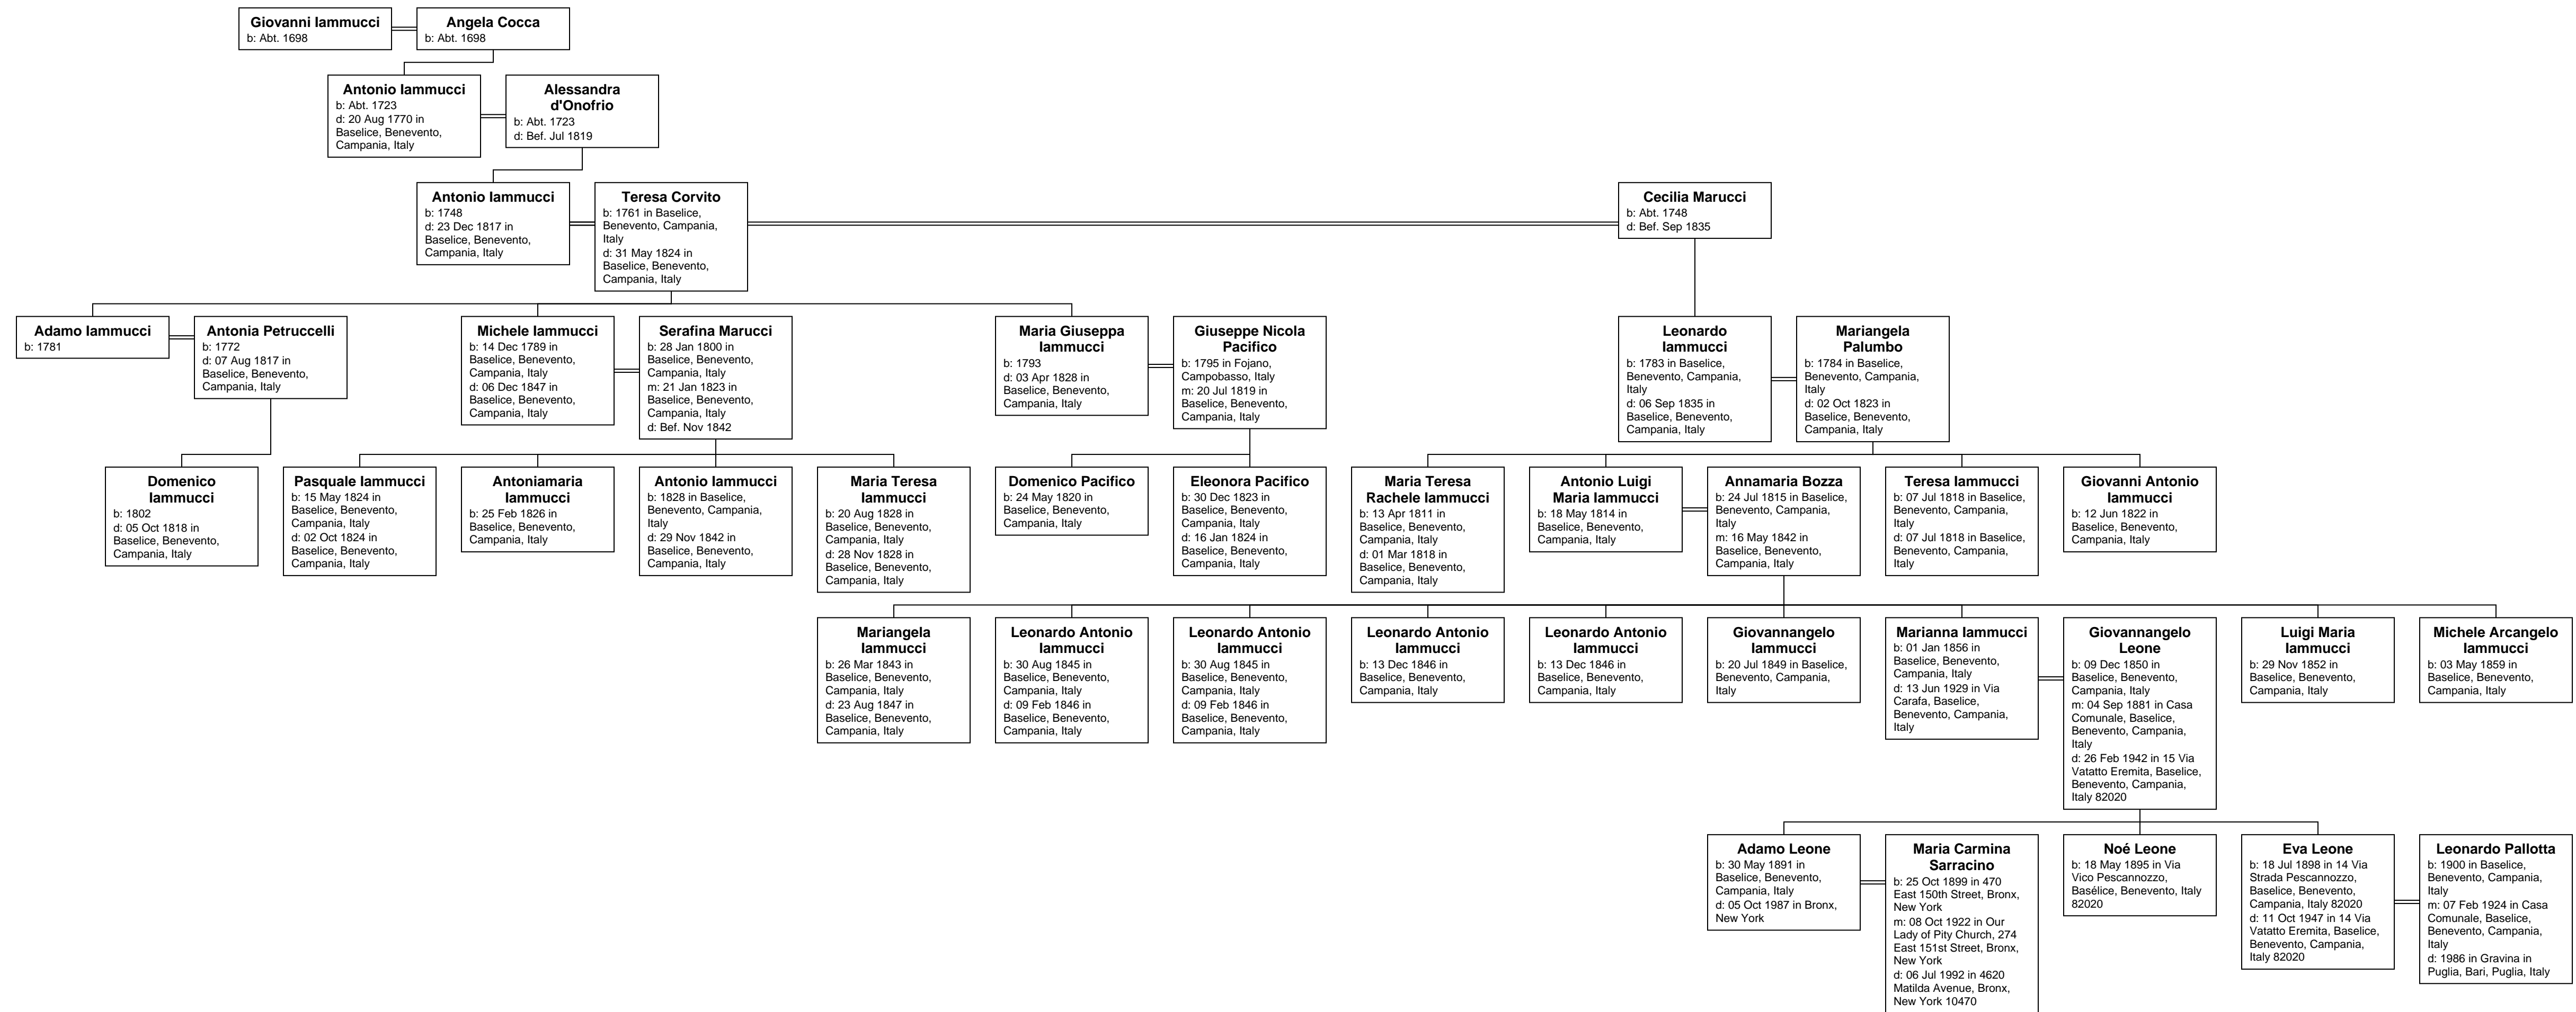 Giovanni Iammucci
b: Abt. 1698
Angela Cocca
b: Abt. 1698
Antonio Iammucci
b: Abt. 1723
d: 20 Aug 1770 in
Baselice, Benevento,
Campania, Italy
Alessandra
d'Onofrio
b: Abt. 1723
d: Bef. Jul 1819
Antonio Iammucci
b: 1748
d: 23 Dec 1817 in
Baselice, Benevento,
Campania, Italy
Teresa Corvito
b: 1761 in Baselice,
Benevento, Campania,
Italy
d: 31 May 1824 in
Baselice, Benevento,
Campania, Italy
Cecilia Marucci
b: Abt. 1748
d: Bef. Sep 1835
Adamo Iammucci
b: 1781
Antonia Petruccelli
b: 1772
d: 07 Aug 1817 in
Baselice, Benevento,
Campania, Italy
Michele Iammucci
b: 14 Dec 1789 in
Baselice, Benevento,
Campania, Italy
d: 06 Dec 1847 in
Baselice, Benevento,
Campania, Italy
Serafina Marucci
b: 28 Jan 1800 in
Baselice, Benevento,
Campania, Italy
m: 21 Jan 1823 in
Baselice, Benevento,
Campania, Italy
d: Bef. Nov 1842
Maria Giuseppa
Iammucci
b: 1793
d: 03 Apr 1828 in
Baselice, Benevento,
Campania, Italy
Giuseppe Nicola
Pacifico
b: 1795 in Fojano,
Campobasso, Italy
m: 20 Jul 1819 in
Baselice, Benevento,
Campania, Italy
Leonardo
Iammucci
b: 1783 in Baselice,
Benevento, Campania,
Italy
d: 06 Sep 1835 in
Baselice, Benevento,
Campania, Italy
Mariangela
Palumbo
b: 1784 in Baselice,
Benevento, Campania,
Italy
d: 02 Oct 1823 in
Baselice, Benevento,
Campania, Italy
Domenico
Iammucci
b: 1802
d: 05 Oct 1818 in
Baselice, Benevento,
Campania, Italy
Pasquale Iammucci
b: 15 May 1824 in
Baselice, Benevento,
Campania, Italy
d: 02 Oct 1824 in
Baselice, Benevento,
Campania, Italy
Antoniamaria
Iammucci
b: 25 Feb 1826 in
Baselice, Benevento,
Campania, Italy
Antonio Iammucci
b: 1828 in Baselice,
Benevento, Campania,
Italy
d: 29 Nov 1842 in
Baselice, Benevento,
Campania, Italy
Maria Teresa
Iammucci
b: 20 Aug 1828 in
Baselice, Benevento,
Campania, Italy
d: 28 Nov 1828 in
Baselice, Benevento,
Campania, Italy
Domenico Pacifico
b: 24 May 1820 in
Baselice, Benevento,
Campania, Italy
Eleonora Pacifico
b: 30 Dec 1823 in
Baselice, Benevento,
Campania, Italy
d: 16 Jan 1824 in
Baselice, Benevento,
Campania, Italy
Maria Teresa
Rachele Iammucci
b: 13 Apr 1811 in
Baselice, Benevento,
Campania, Italy
d: 01 Mar 1818 in
Baselice, Benevento,
Campania, Italy
Antonio Luigi
Maria Iammucci
b: 18 May 1814 in
Baselice, Benevento,
Campania, Italy
Annamaria Bozza
b: 24 Jul 1815 in Baselice,
Benevento, Campania,
Italy
m: 16 May 1842 in
Baselice, Benevento,
Campania, Italy
Teresa Iammucci
b: 07 Jul 1818 in Baselice,
Benevento, Campania,
Italy
d: 07 Jul 1818 in Baselice,
Benevento, Campania,
Italy
Giovanni Antonio
Iammucci
b: 12 Jun 1822 in
Baselice, Benevento,
Campania, Italy
Mariangela
Iammucci
b: 26 Mar 1843 in
Baselice, Benevento,
Campania, Italy
d: 23 Aug 1847 in
Baselice, Benevento,
Campania, Italy
Leonardo Antonio
Iammucci
b: 30 Aug 1845 in
Baselice, Benevento,
Campania, Italy
d: 09 Feb 1846 in
Baselice, Benevento,
Campania, Italy
Leonardo Antonio
Iammucci
b: 30 Aug 1845 in
Baselice, Benevento,
Campania, Italy
d: 09 Feb 1846 in
Baselice, Benevento,
Campania, Italy
Leonardo Antonio
Iammucci
b: 13 Dec 1846 in
Baselice, Benevento,
Campania, Italy
Leonardo Antonio
Iammucci
b: 13 Dec 1846 in
Baselice, Benevento,
Campania, Italy
Giovannangelo
Iammucci
b: 20 Jul 1849 in Baselice,
Benevento, Campania,
Italy
Marianna Iammucci
b: 01 Jan 1856 in
Baselice, Benevento,
Campania, Italy
d: 13 Jun 1929 in Via
Carafa, Baselice,
Benevento, Campania,
Italy
Giovannangelo
Leone
b: 09 Dec 1850 in
Baselice, Benevento,
Campania, Italy
m: 04 Sep 1881 in Casa
Comunale, Baselice,
Benevento, Campania,
Italy
d: 26 Feb 1942 in 15 Via
Vatatto Eremita, Baselice,
Benevento, Campania,
Italy 82020
Luigi Maria
Iammucci
b: 29 Nov 1852 in
Baselice, Benevento,
Campania, Italy
Michele Arcangelo
Iammucci
b: 03 May 1859 in
Baselice, Benevento,
Campania, Italy
Adamo Leone
b: 30 May 1891 in
Baselice, Benevento,
Campania, Italy
d: 05 Oct 1987 in Bronx,
New York
Maria Carmina
Sarracino
b: 25 Oct 1899 in 470
East 150th Street, Bronx,
New York
m: 08 Oct 1922 in Our
Lady of Pity Church, 274
East 151st Street, Bronx,
New York
d: 06 Jul 1992 in 4620
Matilda Avenue, Bronx,
New York 10470
Noé Leone
b: 18 May 1895 in Via
Vico Pescannozzo,
Basélice, Benevento, Italy
82020
Eva Leone
b: 18 Jul 1898 in 14 Via
Strada Pescannozzo,
Baselice, Benevento,
Campania, Italy 82020
d: 11 Oct 1947 in 14 Via
Vatatto Eremita, Baselice,
Benevento, Campania,
Italy 82020
Leonardo Pallotta
b: 1900 in Baselice,
Benevento, Campania,
Italy
m: 07 Feb 1924 in Casa
Comunale, Baselice,
Benevento, Campania,
Italy
d: 1986 in Gravina in
Puglia, Bari, Puglia, Italy